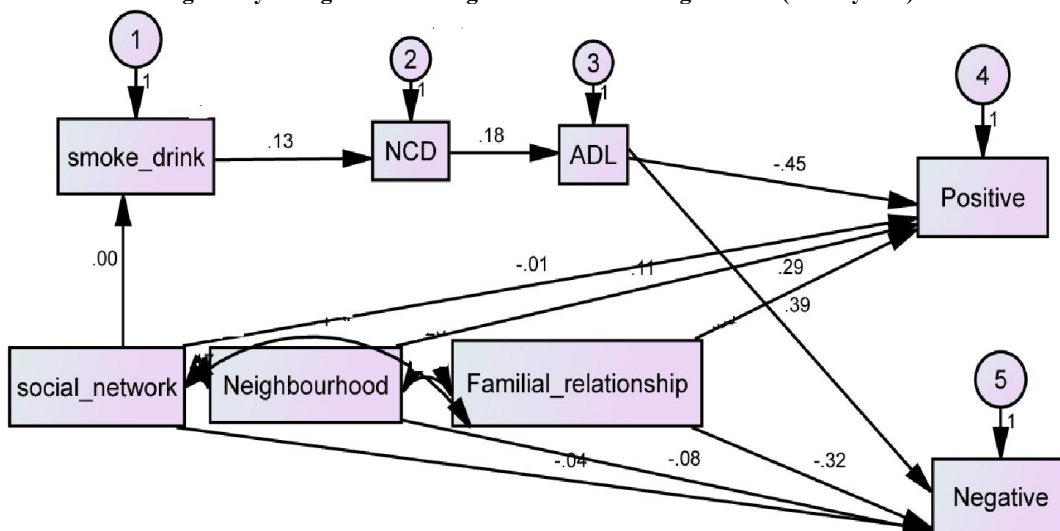 1
2
3
4
1
1
1
1
smoke_drink
.13
NCD
.18
ADL
-.45
Positive
.00
-.01
.11
.29
.39
social_network
Neighbourhood
Familial_relationship
5
1
-.04
-.08
-.32
Negative